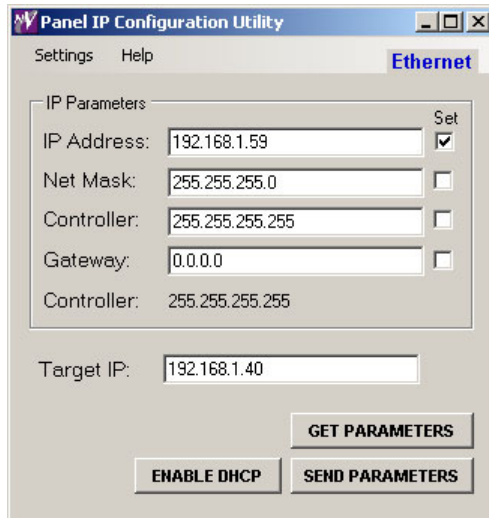 Panel IP Configuration Utility
Settings Help
Ethernet
IP Parameters
Set
IP Address: 192.168.1.59
Net Mask: 255.255.255.0
Controller: 255.255.255.255
Gateway: 0.0.0.0
Controller: 255.255.255.255
Target IP: 192.168.1.40
GET PARAMETERS
ENABLE DHCP SEND PARAMETERS